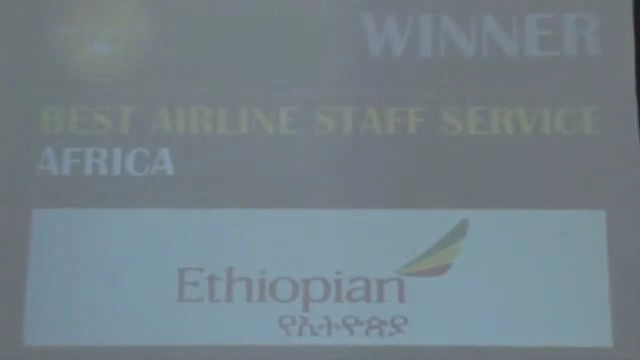 WINNER
BEST AIRLINE STAFF SERVICE
AFRICA
Ethiopian
የኢትዮጵያ